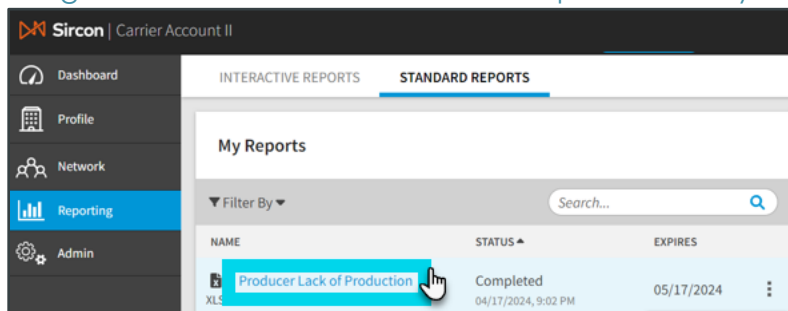 Sircon | Carrier Account II
Dashboard
INTERACTIVE REPORTS STANDARD REPORTS
Profile
My Reports
Network
Reporting
Filter By
Search...
NAME STATUS EXPIRES
Admin
Producer Lack of Production Completed 05/17/2024
XLS 04/17/2024, 9:02 PM